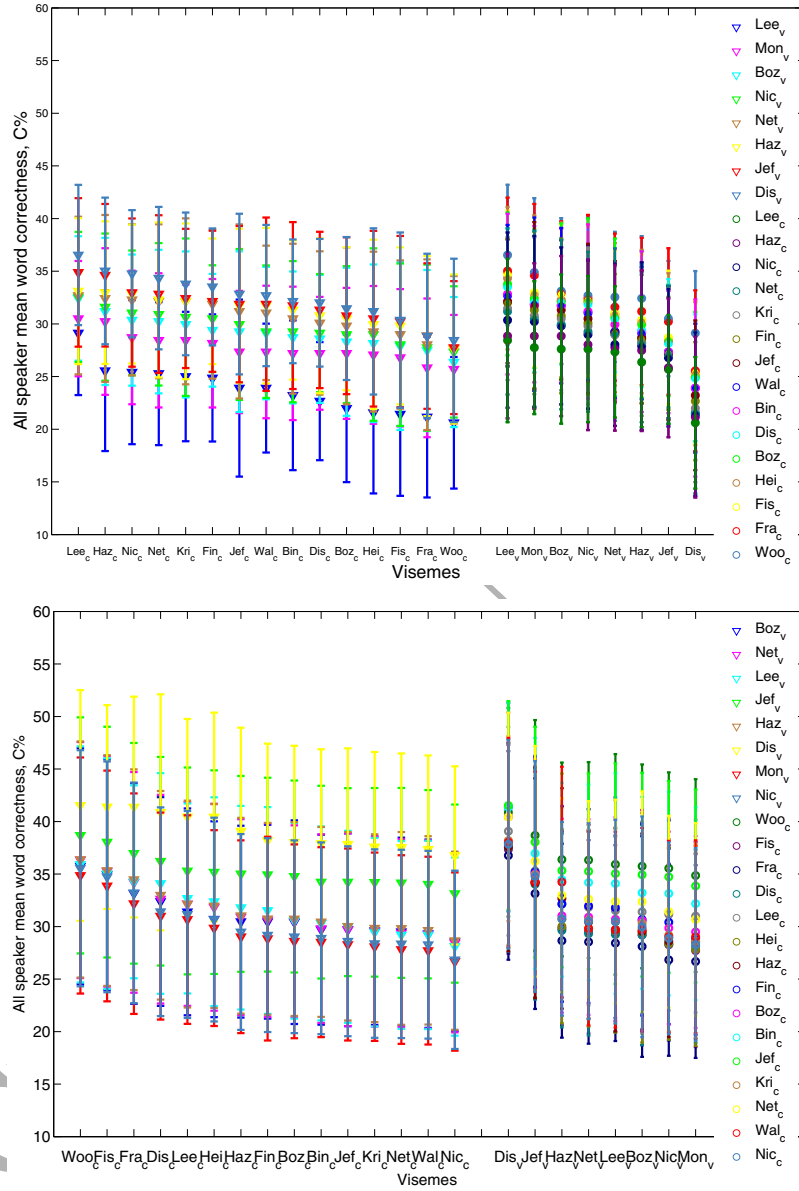 60
55
50
45
40
35
30
25
20
15
10
All speaker mean word correctness, C%
Lee_c Haz_c Nic_c Net_c Kri_c Fin_c Jef_c Wal_c Bin_c Dis_c Boz_c Hei_c Fis_c Fra_c Woo_c Lee_v Mon_v Boz_v Nic_v Net_v Haz_v Jef_v Dis_v
Visemes
Lee_v
Mon_v
Boz_v
Nic_v
Net_v
Haz_v
Jef_v
Dis_v
Lee_c
Haz_c
Nic_c
Net_c
Kri_c
Fin_c
Jef_c
Wal_c
Bin_c
Dis_c
Boz_c
Hei_c
Fis_c
Fra_c
Woo_c
60
55
50
45
40
35
30
25
20
15
10
All speaker mean word correctness, C%
Woo_c Fis_c Fra_c Dis_c Lee_c Hei_c Haz_c Fin_c Boz_c Bin_c Jef_c Kri_c Net_c Wal_c Nic_c Dis_v Jef_v Haz_v Net_v Lee_v Boz_v Nic_v Mon_v
Visemes
Boz_v
Net_v
Lee_v
Jef_v
Haz_v
Dis_v
Mon_v
Nic_v
Woo_c
Fis_c
Fra_c
Dis_c
Lee_c
Hei_c
Haz_c
Fin_c
Boz_c
Bin_c
Jef_c
Kri_c
Net_c
Wal_c
Nic_c